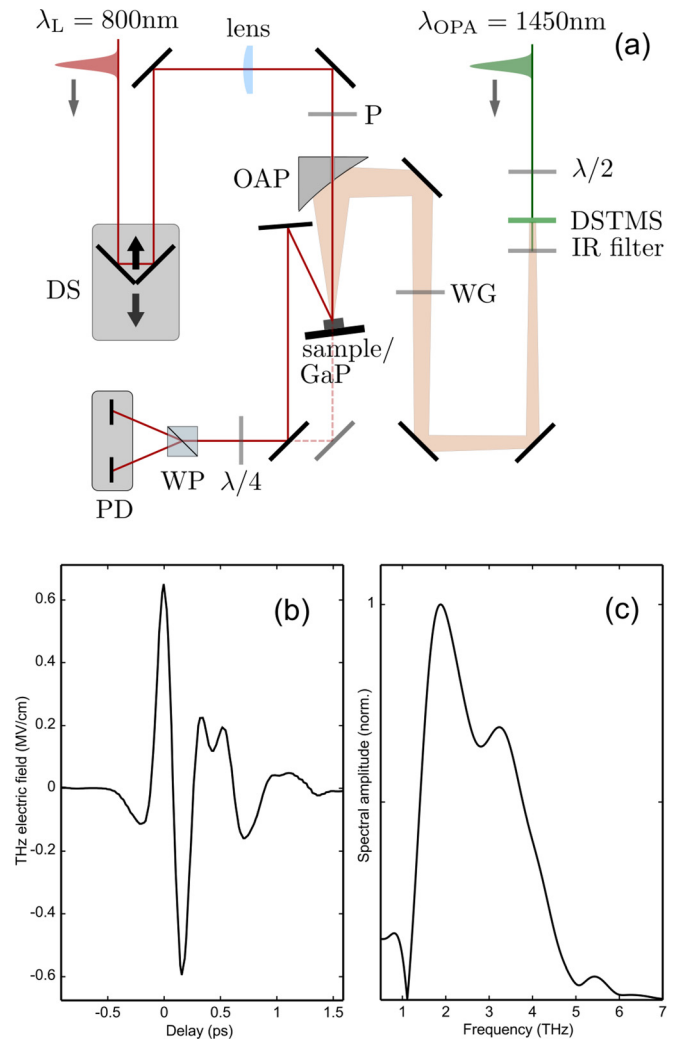 λL = 800nm
λOPA = 1450nm
(a)
lens
P
λ/2
OAP
DSTMS
IR filter
DS
WG
sample/
GaP
WP
λ/4
PD
(b)
THz electric field (MV/cm)
0.6
0.4
0.2
0
-0.2
-0.4
-0.6
-0.5
0
0.5
1
1.5
Delay (ps)
(c)
Spectral amplitude (norm.)
1
1
2
3
4
5
6
7
Frequency (THz)